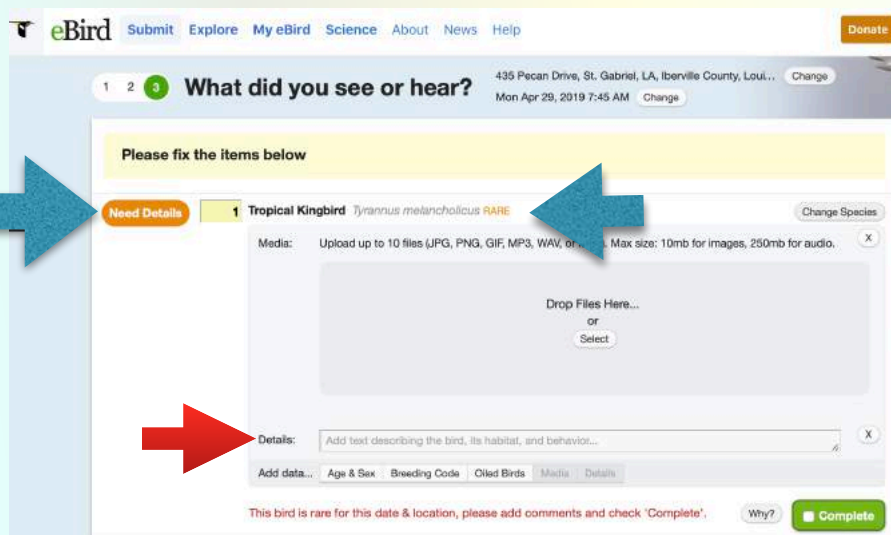 eBird Submit Explore My eBird Science About News Help Donate
1 2 3 What did you see or hear? 435 Pecan Drive, St. Gabriel, LA, Iberville County, Loui... Change
Mon Apr 29, 2019 7:45 AM Change
Please fix the items below
Need Details 1 Tropical Kingbird Tyrannus melancholicus RARE Change Species
Media: Upload up to 10 files (JPG, PNG, GIF, MP3, WAV, or Max size: 10mb for images, 250mb for audio. X
Drop Files Here...
or
Select
Details: Add text describing the bird, its habitat, and behavior... X
Add data... Age & Sex Breeding Code Oiled Birds Media Details
This bird is rare for this date & location, please add comments and check 'Complete'. Why? Complete